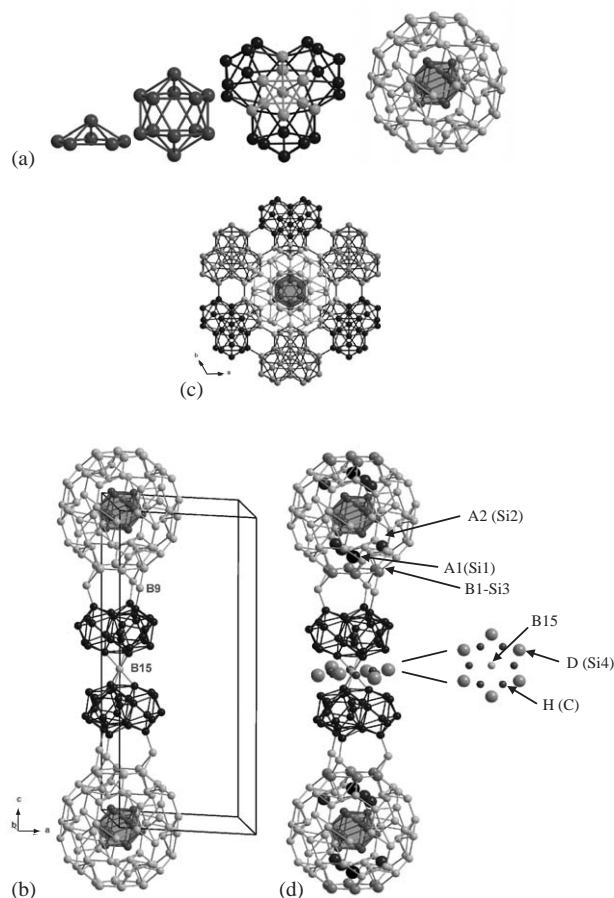 (a)
b
a
(c)
A2 (Si2)
A1(Si1)
B1-Si3
B9
B15
B15
D (Si4)
H (C)
c
b
a
(b)
(d)